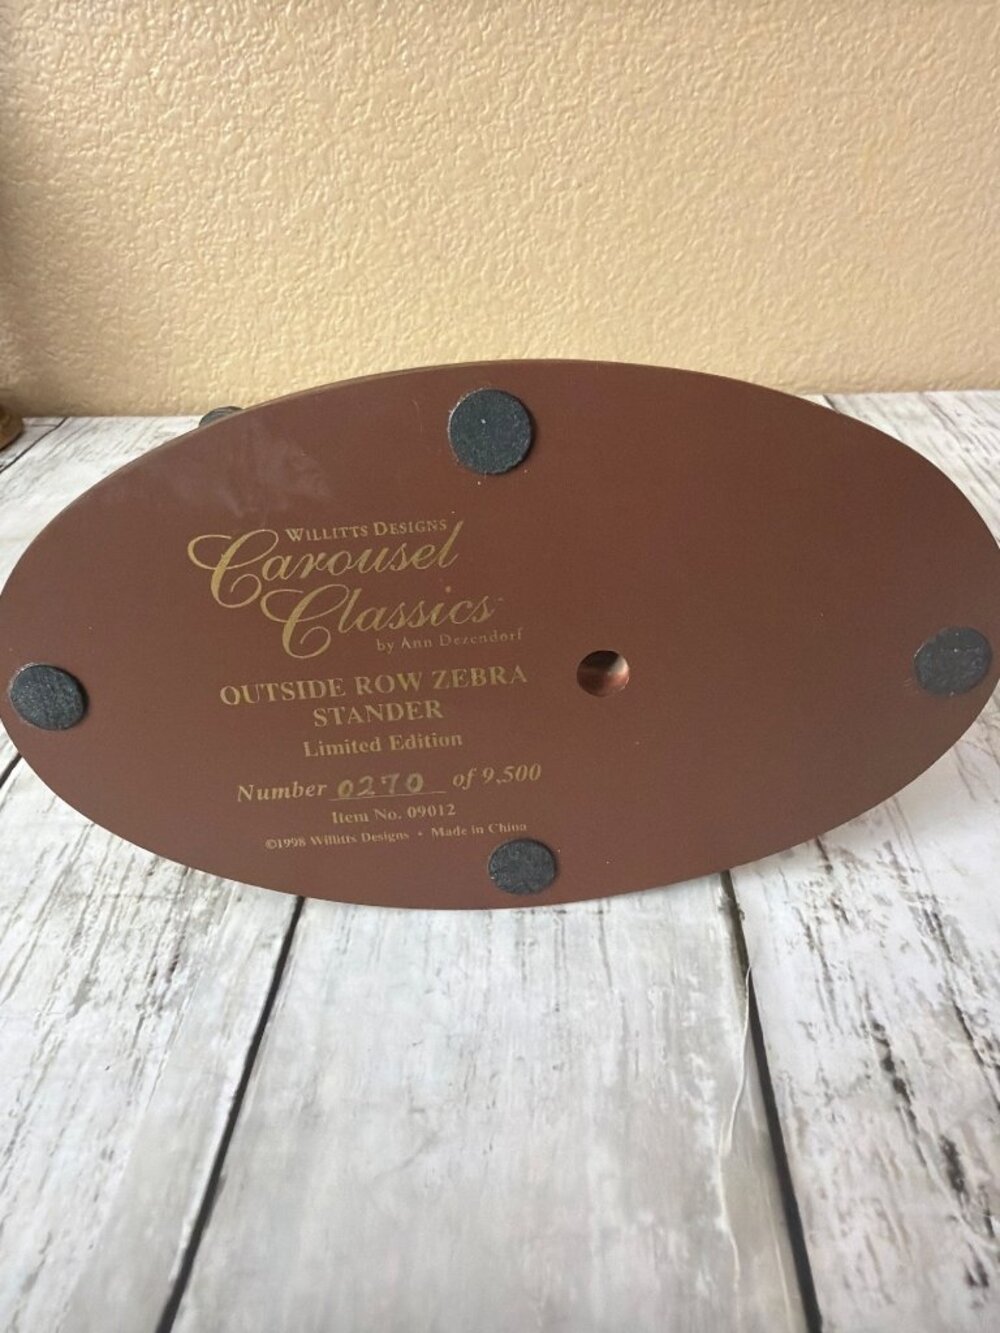 WILLITTS DESIGNS
Carousel
Classics
by Ann Dezendorf
OUTSIDE ROW ZEBRA
STANDER
Limited Edition
Number 0270 of 9,500
Item No. 09012
©1998 Willitts Designs • Made in China